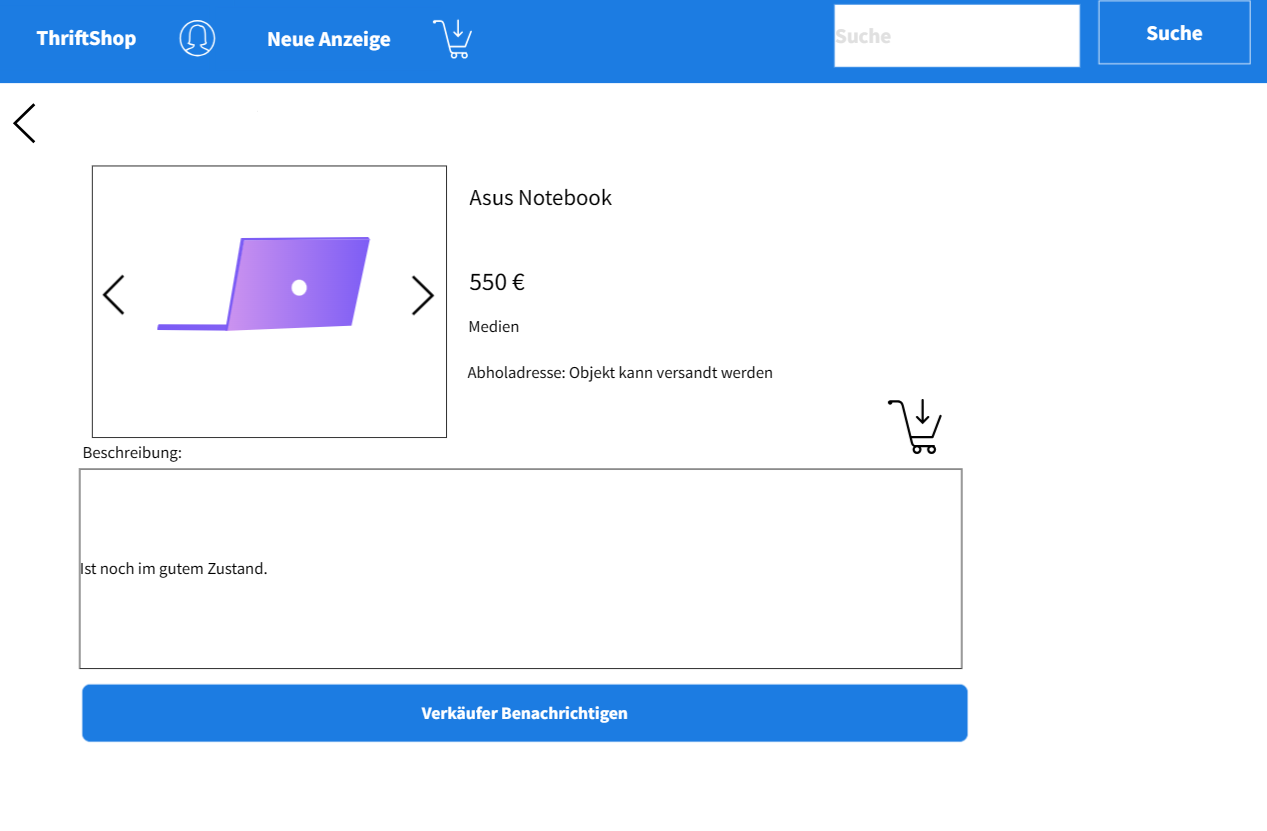 ThriftShop
Neue Anzeige
Suche
Suche
Asus Notebook
550 €
Medien
Abholadresse: Objekt kann versandt werden
Beschreibung:
Ist noch im gutem Zustand.
Verkäufer Benachrichtigen